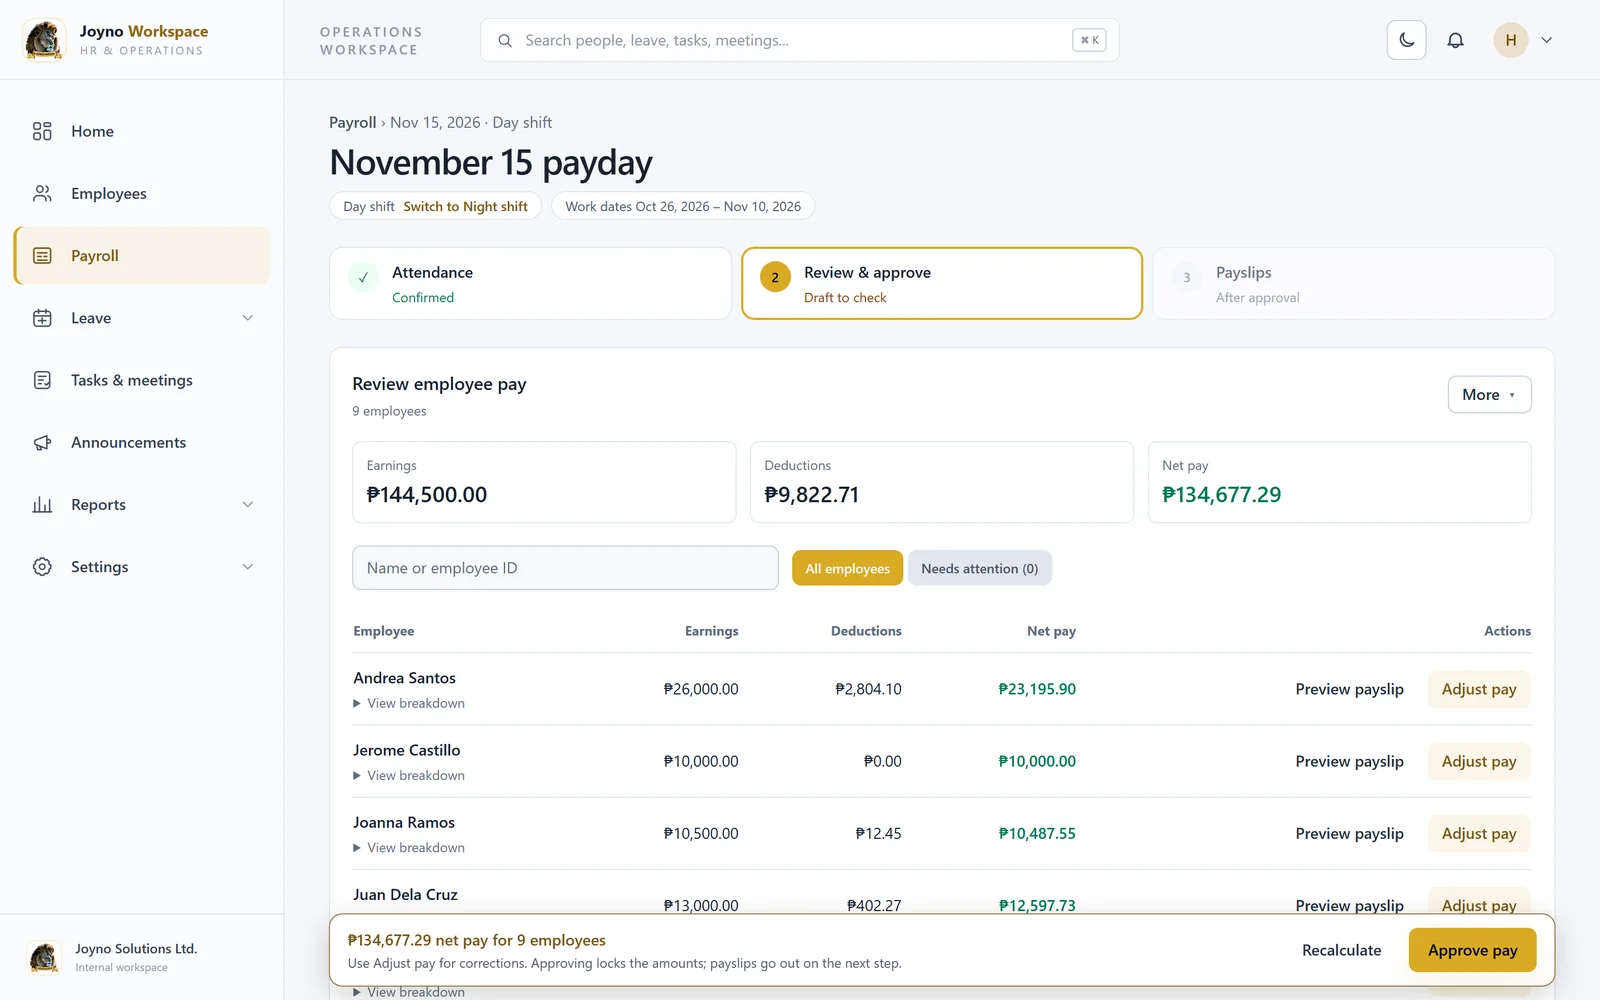 Joyno Workspace
HR & OPERATIONS
OPERATIONS
WORKSPACE
Search people, leave, tasks, meetings...
⌘ K
H
Home
Employees
Payroll
Leave
Tasks & meetings
Announcements
Reports
Settings
Joyno Solutions Ltd.
Internal workspace
Payroll › Nov 15, 2026 · Day shift
November 15 payday
Day shift Switch to Night shift
Work dates Oct 26, 2026 – Nov 10, 2026
✓ Attendance
Confirmed
2 Review & approve
Draft to check
3 Payslips
After approval
Review employee pay
9 employees
More
Earnings
₱144,500.00
Deductions
₱9,822.71
Net pay
₱134,677.29
Name or employee ID
All employees
Needs attention (0)
Employee Earnings Deductions Net pay Actions
Andrea Santos
View breakdown
₱26,000.00 ₱2,804.10 ₱23,195.90 Preview payslip Adjust pay
Jerome Castillo
View breakdown
₱10,000.00 ₱0.00 ₱10,000.00 Preview payslip Adjust pay
Joanna Ramos
View breakdown
₱10,500.00 ₱12.45 ₱10,487.55 Preview payslip Adjust pay
Juan Dela Cruz
₱13,000.00 ₱402.27 ₱12,597.73 Preview payslip Adjust pay
₱134,677.29 net pay for 9 employees
Use Adjust pay for corrections. Approving locks the amounts; payslips go out on the next step.
Recalculate
Approve pay
View breakdown